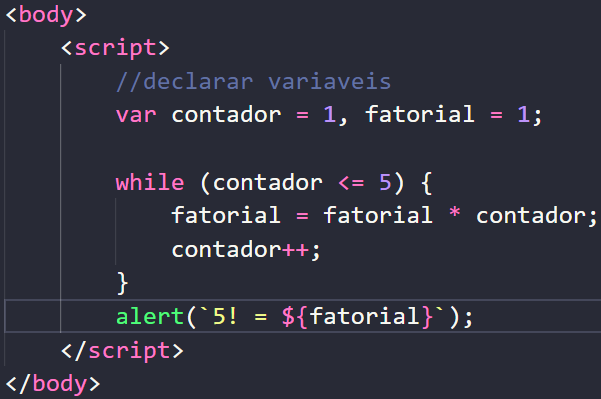 <body>
<script>
//declarar variaveis
var contador = 1, fatorial = 1;
while (contador <= 5) {
fatorial = fatorial * contador;
contador++;
}
alert(`5! = ${fatorial}`);
</script>
</body>